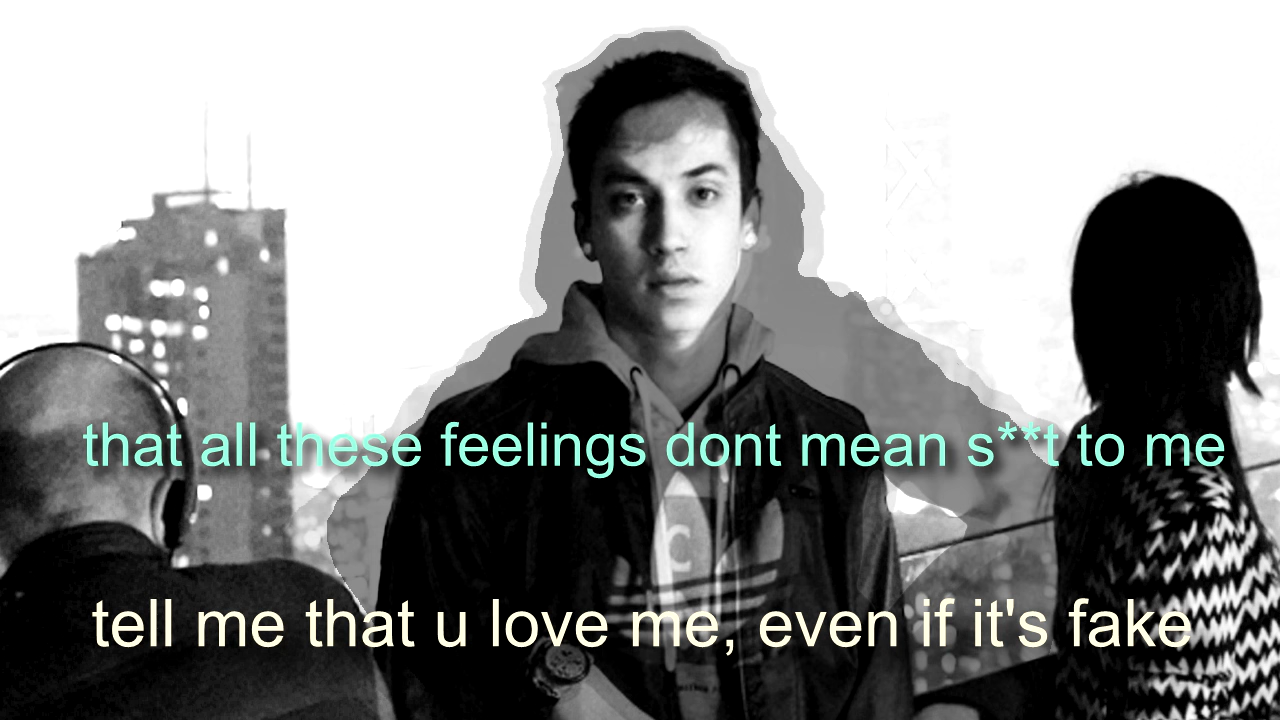 that all these feelings dont mean s**t to me
C
tell me that u love me, even if it's fake